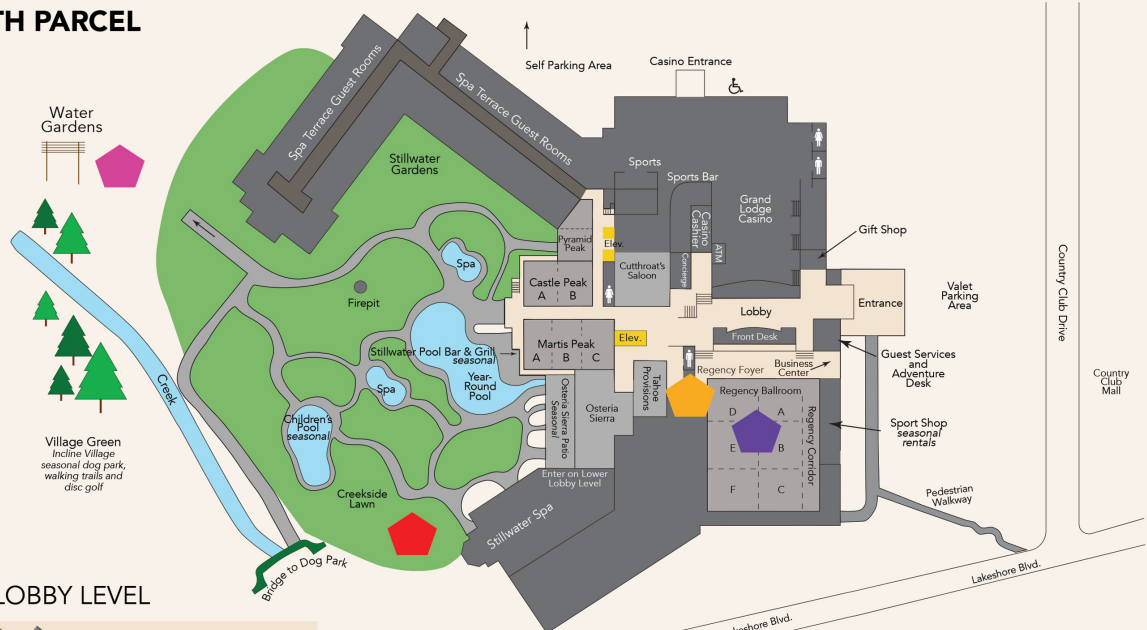 TH PARCEL
Self Parking Area
Casino Entrance
Water
Gardens
Spa Terrace Guest Rooms
Spa Terrace Guest Rooms
Stillwater
Gardens
Sports
Sports Bar
Grand
Lodge
Casino
Casino
Cashier
ATM
Gift Shop
Pyramid
Peak
Elev.
Spa
Cutthroat's
Saloon
Concierge
Castle Peak
A B
Firepit
Lobby
Entrance
Valet
Parking
Area
Country Club Drive
Front Desk
Martis Peak
A B C
Elev.
Stillwater Pool Bar & Grill
seasonal
Year-
Round
Pool
Regency Foyer
Business
Center
Guest Services
and
Adventure
Desk
Country
Club
Mall
Creek
Spa
Tahoe
Provisions
Regency Ballroom
D A
E B
F C
Regency Corridor
Osteria Sierra Patio
Seasonal
Osteria
Sierra
Sport Shop
seasonal
rentals
Children's
Pool
seasonal
Village Green
Incline Village
seasonal dog park,
walking trails and
disc golf
Enter on Lower
Lobby Level
Creekside
Lawn
Stillwater Spa
Pedestrian
Walkway
Bridge to Dog Park
Lakeshore Blvd.
LOBBY LEVEL
keshore Blvd.